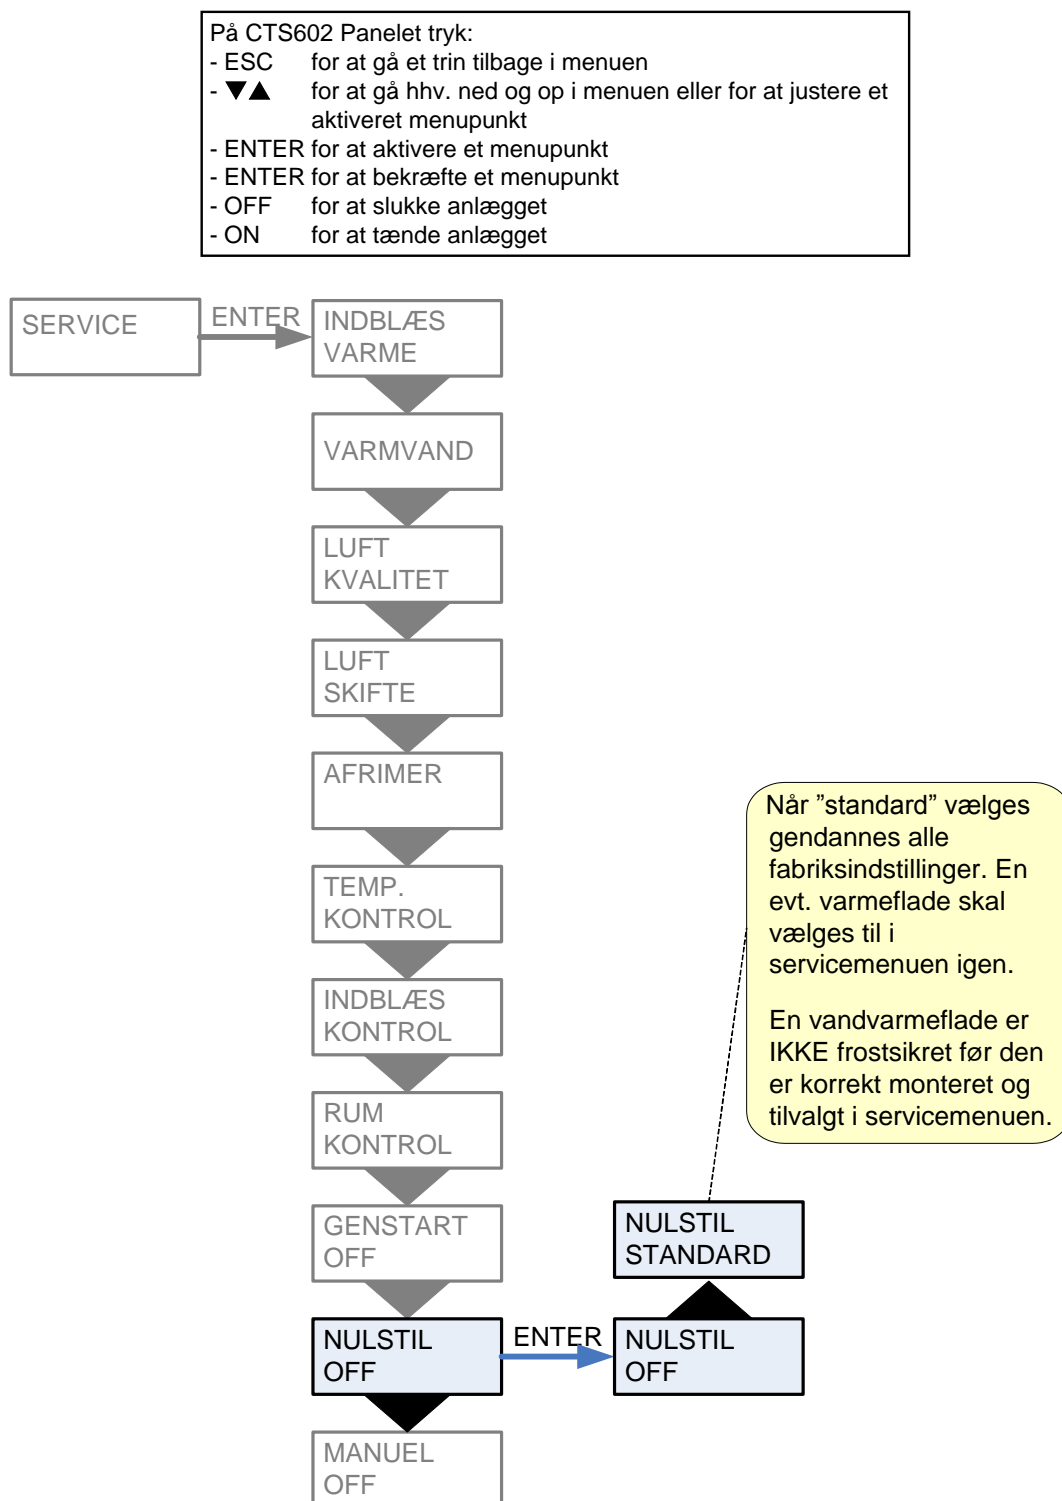 På CTS602 Panelet tryk:
- ESC for at gå et trin tilbage i menuen
- ▼▲ for at gå hhv. ned og op i menuen eller for at justere et
aktiveret menupunkt
- ENTER for at aktivere et menupunkt
- ENTER for at bekræfte et menupunkt
- OFF for at slukke anlægget
- ON for at tænde anlægget
SERVICE
ENTER
INDBLÆS
VARME
VARMVAND
LUFT
KVALITET
LUFT
SKIFTE
AFRIMER
TEMP.
KONTROL
INDBLÆS
KONTROL
RUM
KONTROL
GENSTART
OFF
NULSTIL
OFF
ENTER
NULSTIL
OFF
NULSTIL
STANDARD
Når ”standard” vælges
gendannes alle
fabriksindstillinger. En
evt. varmeflade skal
vælges til i
servicemenuen igen.
En vandvarmeflade er
IKKE frostsikret før den
er korrekt monteret og
tilvalgt i servicemenuen.
MANUEL
OFF